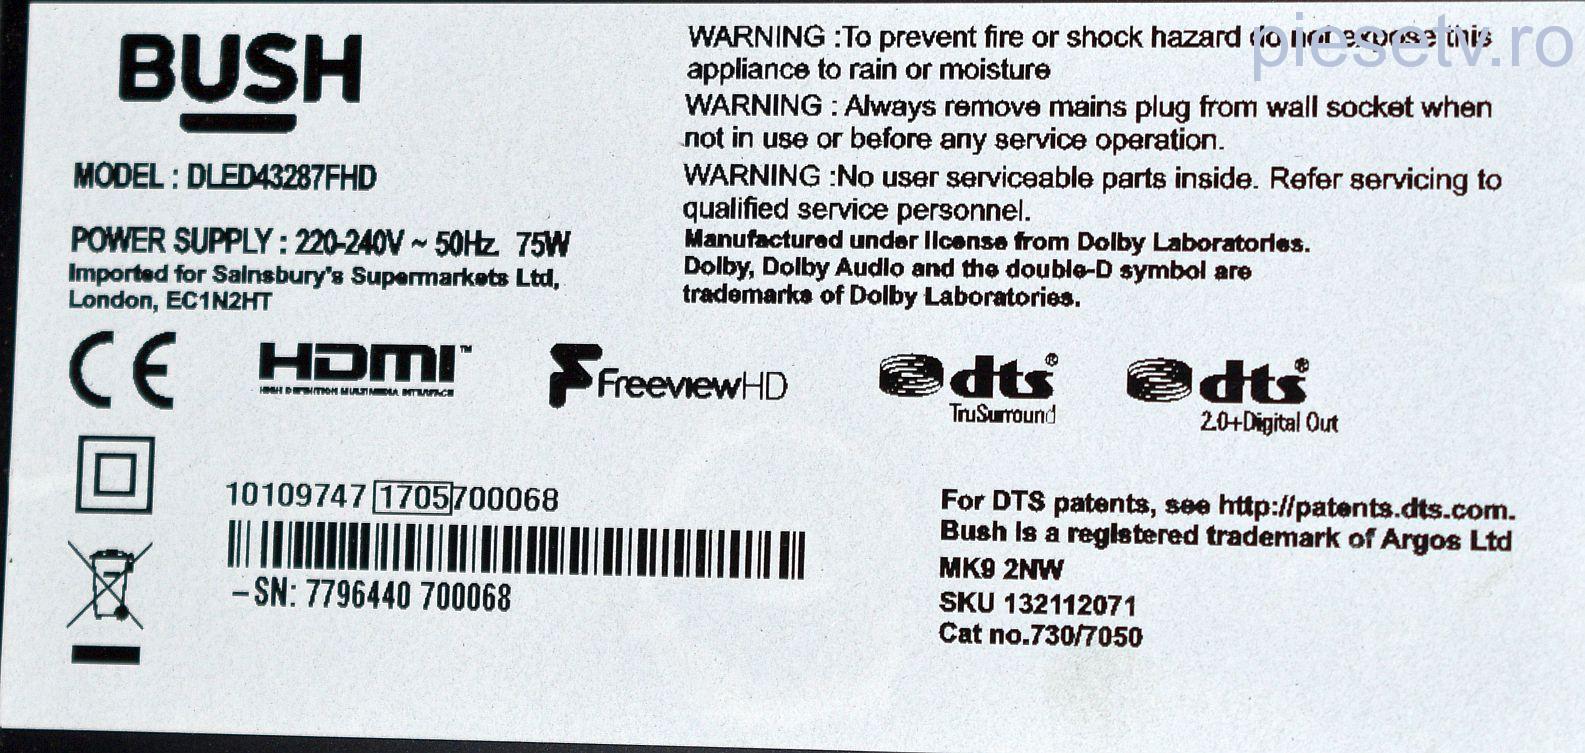 BUSH
MODEL : DLED43287FHD
POWER SUPPLY : 220-240V ~ 50Hz 75W
Imported for Sainsbury's Supermarkets Ltd,
London, EC1N2HT
WARNING :To prevent fire or shock hazard do not expose this
appliance to rain or moisture
WARNING : Always remove mains plug from wall socket when
not in use or before any service operation.
WARNING :No user serviceable parts inside. Refer servicing to
qualified service personnel.
Manufactured under license from Dolby Laboratories.
Dolby, Dolby Audio and the double-D symbol are
trademarks of Dolby Laboratories.
piesetv.ro
CE
HDMI™
HIGH DEFINITION MULTIMEDIA INTERFACE
FreeviewHD
dts®
TruSurround
dts®
2.0+Digital Out
10109747 1705 700068
–SN: 7796440 700068
For DTS patents, see http://patents.dts.com.
Bush is a registered trademark of Argos Ltd
MK9 2NW
SKU 132112071
Cat no.730/7050